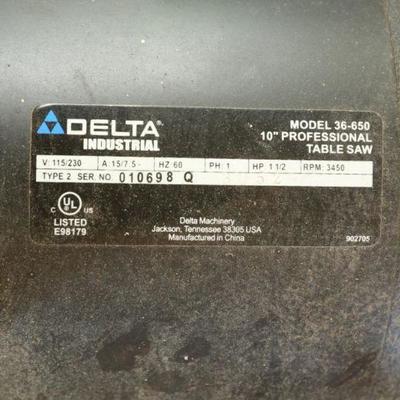 DELTA
INDUSTRIAL
MODEL 36-650
10" PROFESSIONAL
TABLE SAW
V: 115/230 A: 15/7.5 HZ: 60 PH: 1 HP: 1 1/2 RPM: 3450
TYPE 2 SER. NO. 010698 Q
C UL US
LISTED
E98179
Delta Machinery
Jackson, Tennessee 38305 USA
Manufactured in China
902705